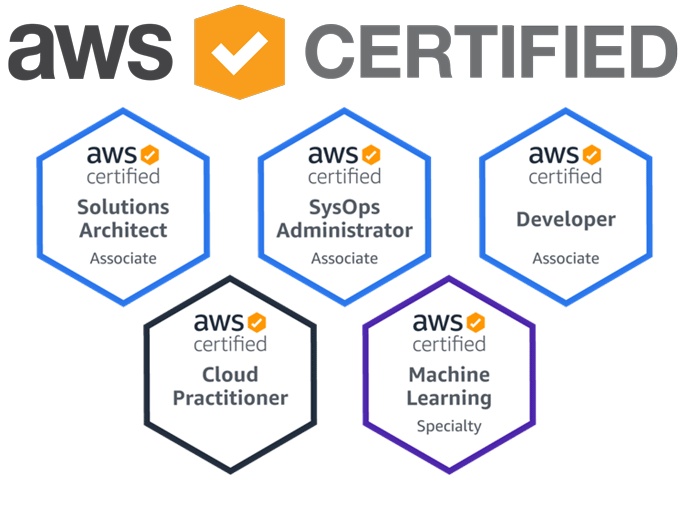 aws CERTIFIED
aws
certified
Solutions
Architect
Associate
aws
certified
SysOps
Administrator
Associate
aws
certified
Developer
Associate
aws
certified
Cloud
Practitioner
aws
certified
Machine
Learning
Specialty